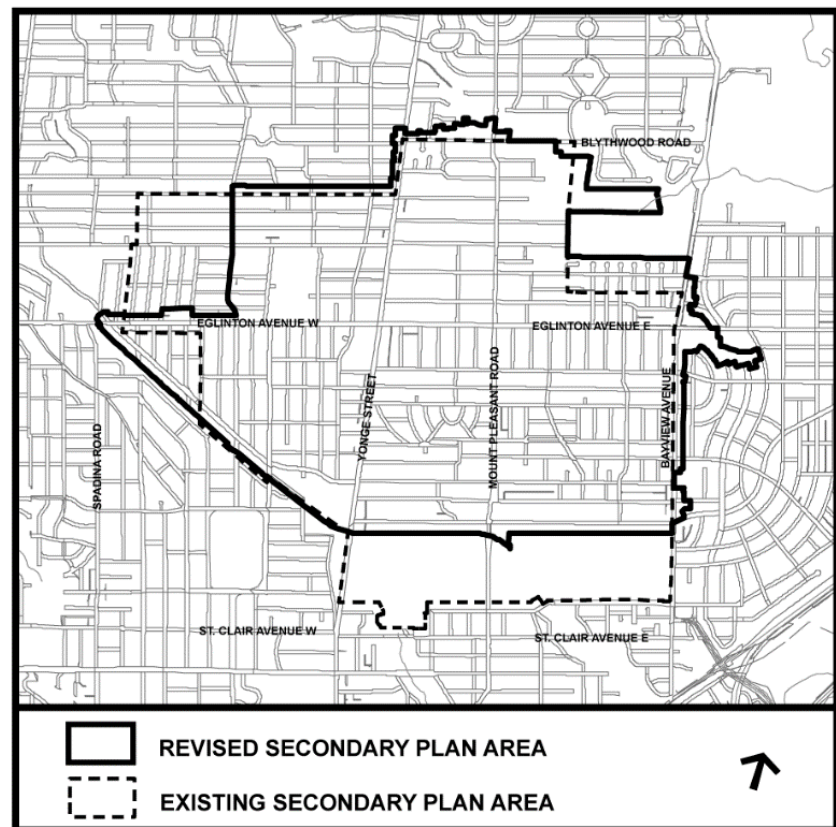 BLYTHWOOD ROAD
EGLINTON AVENUE W
EGLINTON AVENUE E
YONGE STREET
MOUNT PLEASANT ROAD
BAYVIEW AVENUE
SPADINA ROAD
ST. CLAIR AVENUE W
ST. CLAIR AVENUE E
REVISED SECONDARY PLAN AREA
EXISTING SECONDARY PLAN AREA